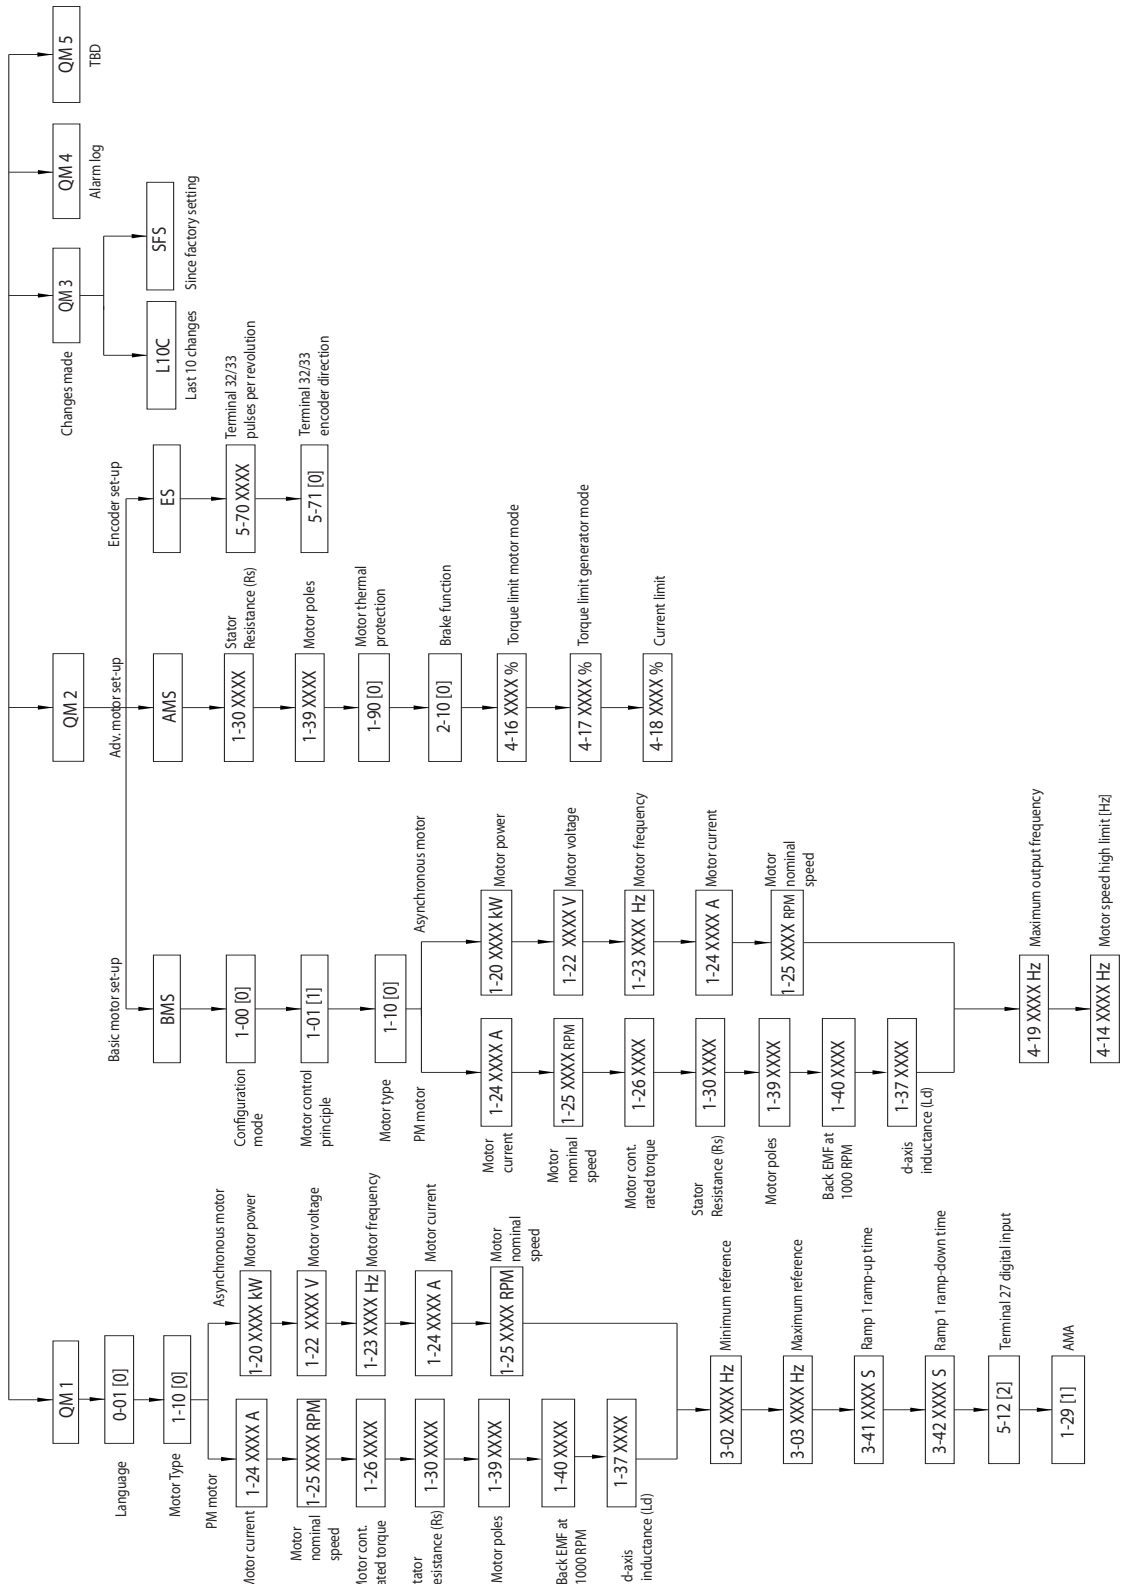 QM 1
0-01 [0]
Language
1-10 [0]
Motor Type
PM motor
1-24 XXXX A
Motor current
1-25 XXXX RPM
Motor
nominal
speed
1-26 XXXX
Motor cont.
rated torque
1-30 XXXX
Stator
Resistance (Rs)
1-39 XXXX
Motor poles
1-40 XXXX
Back EMF at
1000 RPM
1-37 XXXX
d-axis
inductance (Ld)
Asynchronous motor
1-20 XXXX kW
Motor power
1-22 XXXX V
Motor voltage
1-23 XXXX Hz
Motor frequency
1-24 XXXX A
Motor current
1-25 XXXX RPM
Motor
nominal
speed
3-02 XXXX Hz
Minimum reference
3-03 XXXX Hz
Maximum reference
3-41 XXXX S
Ramp 1 ramp-up time
3-42 XXXX S
Ramp 1 ramp-down time
5-12 [2]
Terminal 27 digital input
1-29 [1]
AMA
QM 2
Basic motor set-up
BMS
1-00 [0]
Configuration
mode
1-01 [1]
Motor control
principle
1-10 [0]
Motor type
PM motor
1-24 XXXX A
Motor
current
1-25 XXXX RPM
Motor
nominal
speed
1-26 XXXX
Motor cont.
rated torque
1-30 XXXX
Stator
Resistance (Rs)
1-39 XXXX
Motor poles
1-40 XXXX
Back EMF at
1000 RPM
1-37 XXXX
d-axis
inductance (Ld)
Asynchronous motor
1-20 XXXX kW
Motor power
1-22 XXXX V
Motor voltage
1-23 XXXX Hz
Motor frequency
1-24 XXXX A
Motor current
1-25 XXXX RPM
Motor
nominal
speed
4-19 XXXX Hz
Maximum output frequency
4-14 XXXX Hz
Motor speed high limit [Hz]
Adv. motor set-up
AMS
1-30 XXXX
Stator
Resistance (Rs)
1-39 XXXX
Motor poles
1-90 [0]
Motor thermal
protection
2-10 [0]
Brake function
4-16 XXXX %
Torque limit motor mode
4-17 XXXX %
Torque limit generator mode
4-18 XXXX %
Current limit
Encoder set-up
ES
5-70 XXXX
Terminal 32/33
pulses per revolution
5-71 [0]
Terminal 32/33
encoder direction
QM 3
Changes made
L10C
Last 10 changes
SFS
Since factory setting
QM 4
Alarm log
QM 5
TBD